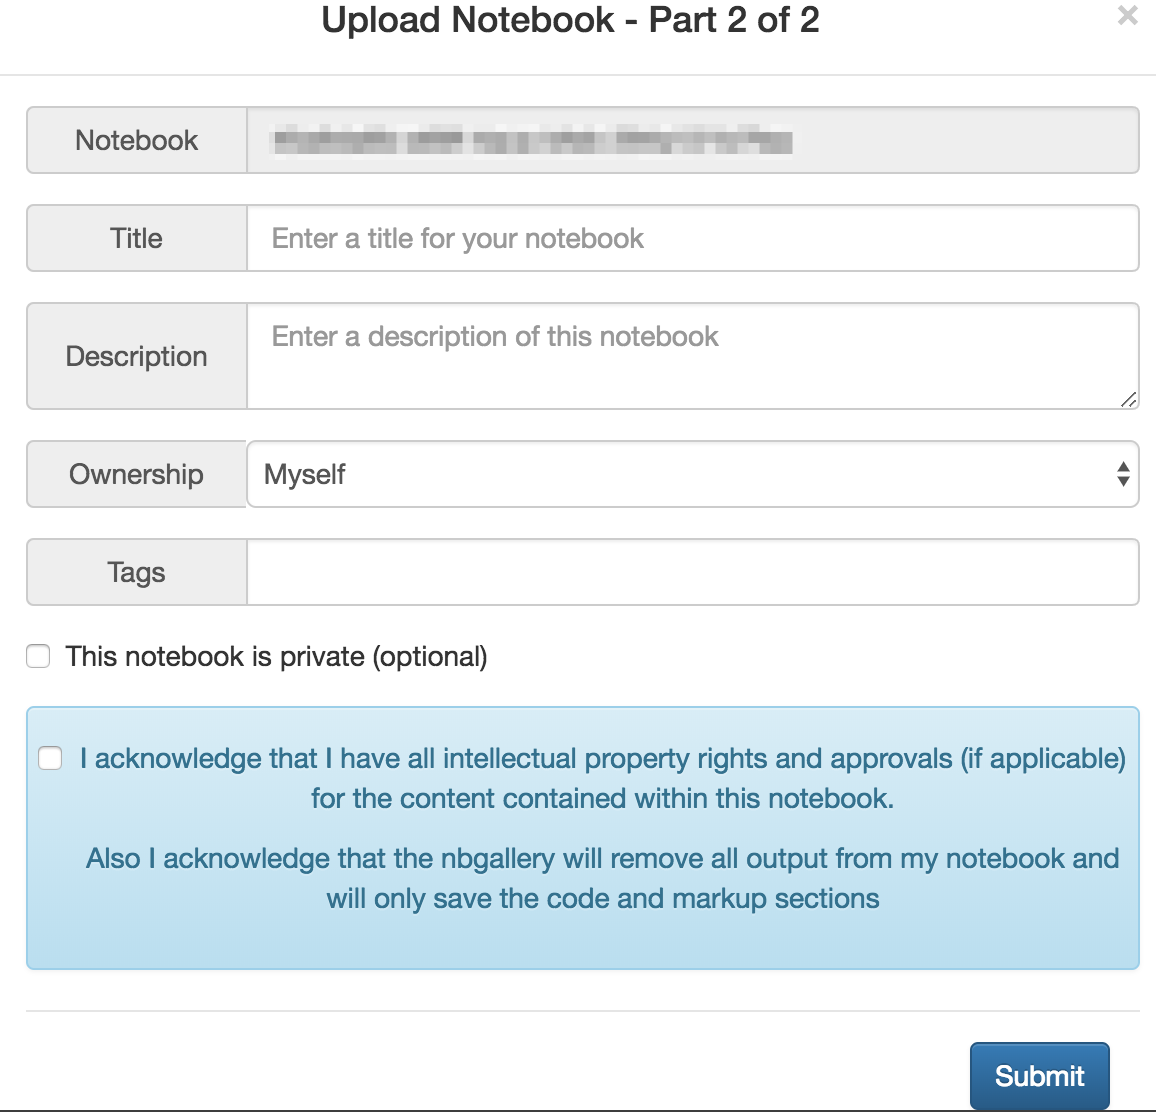 Upload Notebook - Part 2 of 2
×
Notebook
Title
Enter a title for your notebook
Description
Enter a description of this notebook
Ownership
Myself
Tags
This notebook is private (optional)
I acknowledge that I have all intellectual property rights and approvals (if applicable)
for the content contained within this notebook.
Also I acknowledge that the nbgallery will remove all output from my notebook and
will only save the code and markup sections
Submit